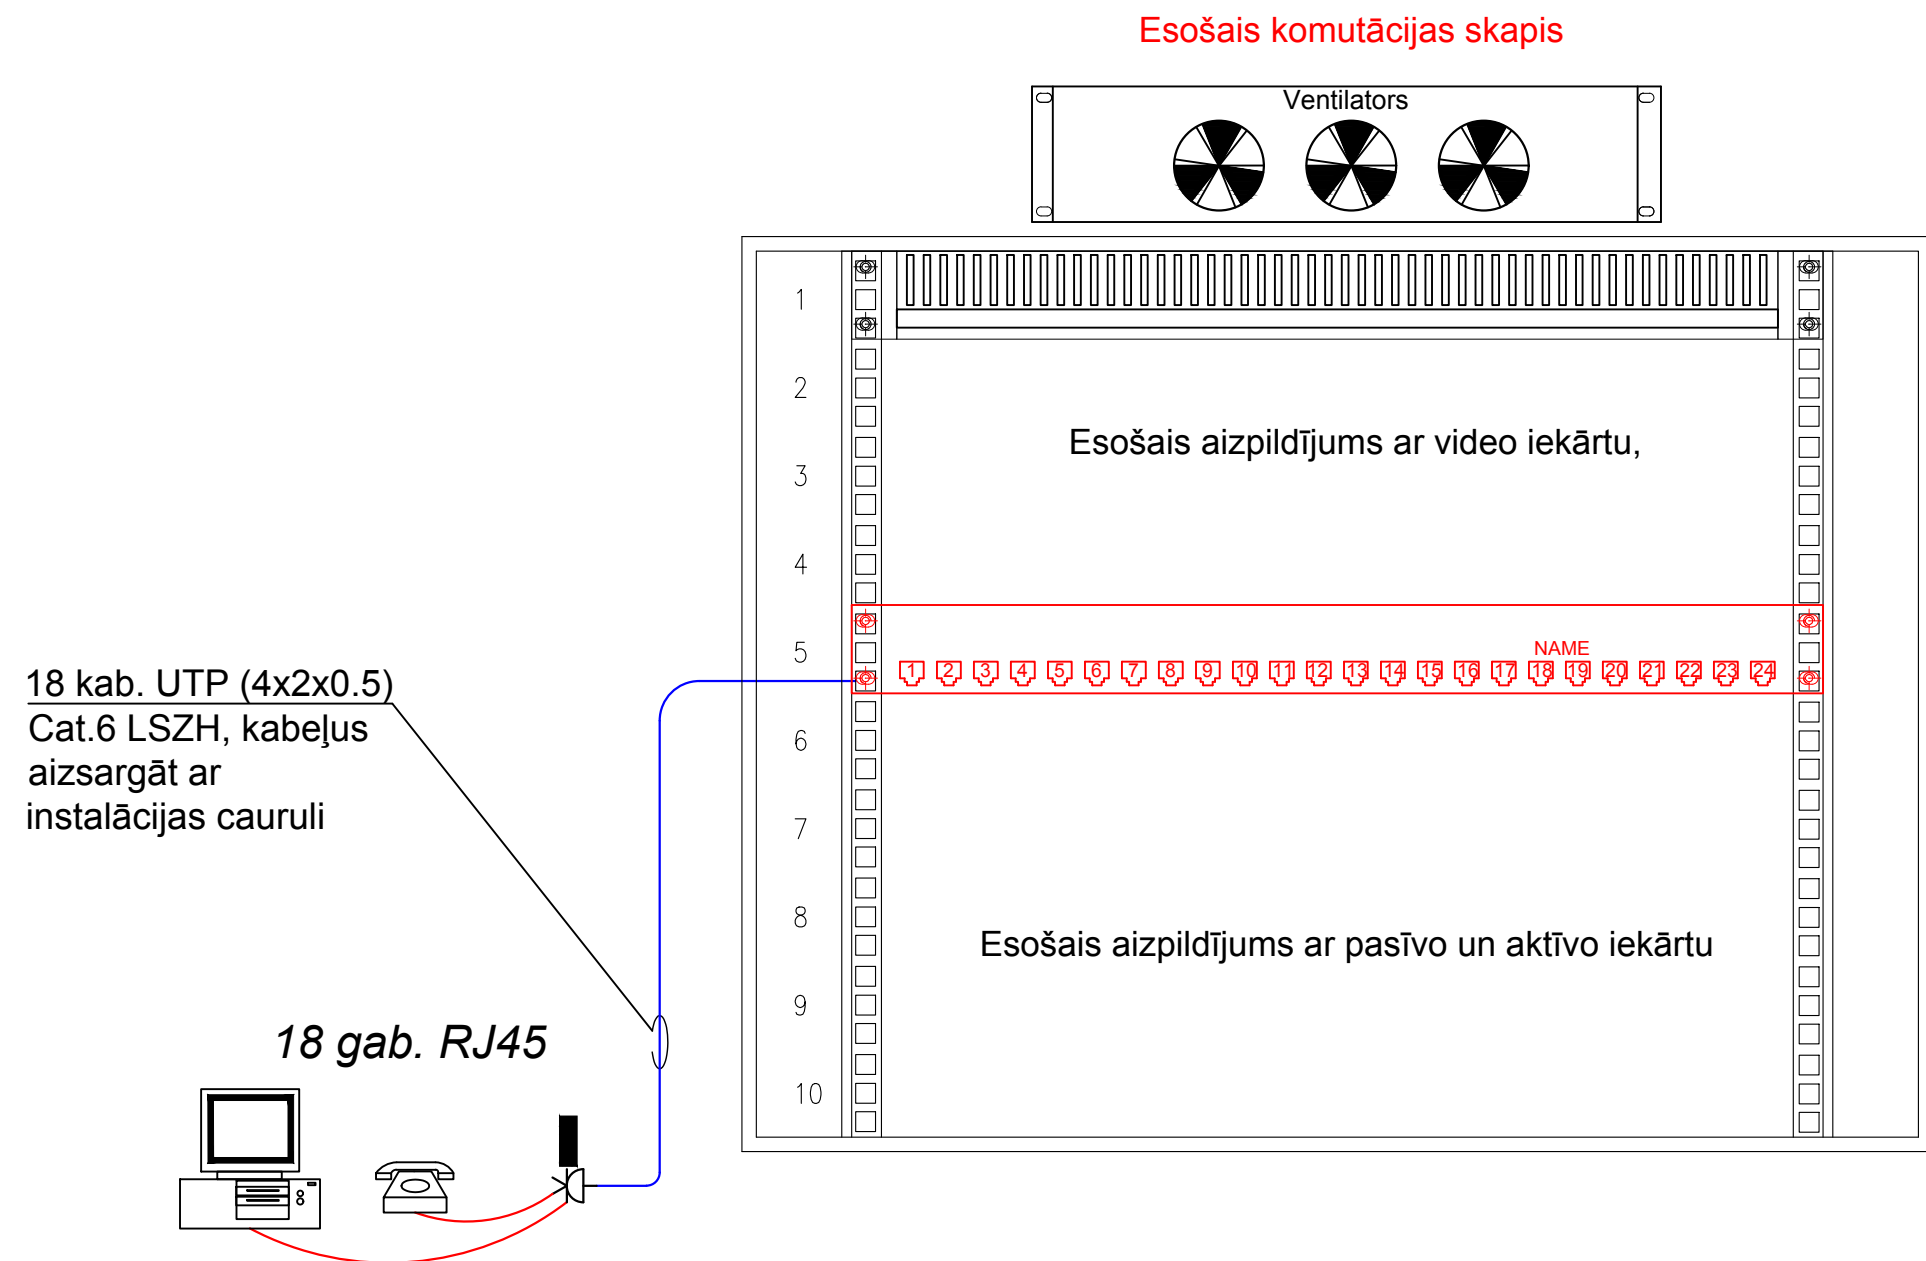 Esošais komutācijas skapis
Ventilators
1
2
Esošais aizpildījums ar video iekārtu,
3
4
5
NAME
1 2 3 4 5 6 7 8 9 10 11 12 13 14 15 16 17 18 19 20 21 22 23 24
18 kab. UTP (4x2x0.5)
Cat.6 LSZH, kabeļus
aizsargāt ar
instalācijas cauruli
6
7
8
Esošais aizpildījums ar pasīvo un aktīvo iekārtu
9
18 gab. RJ45
10